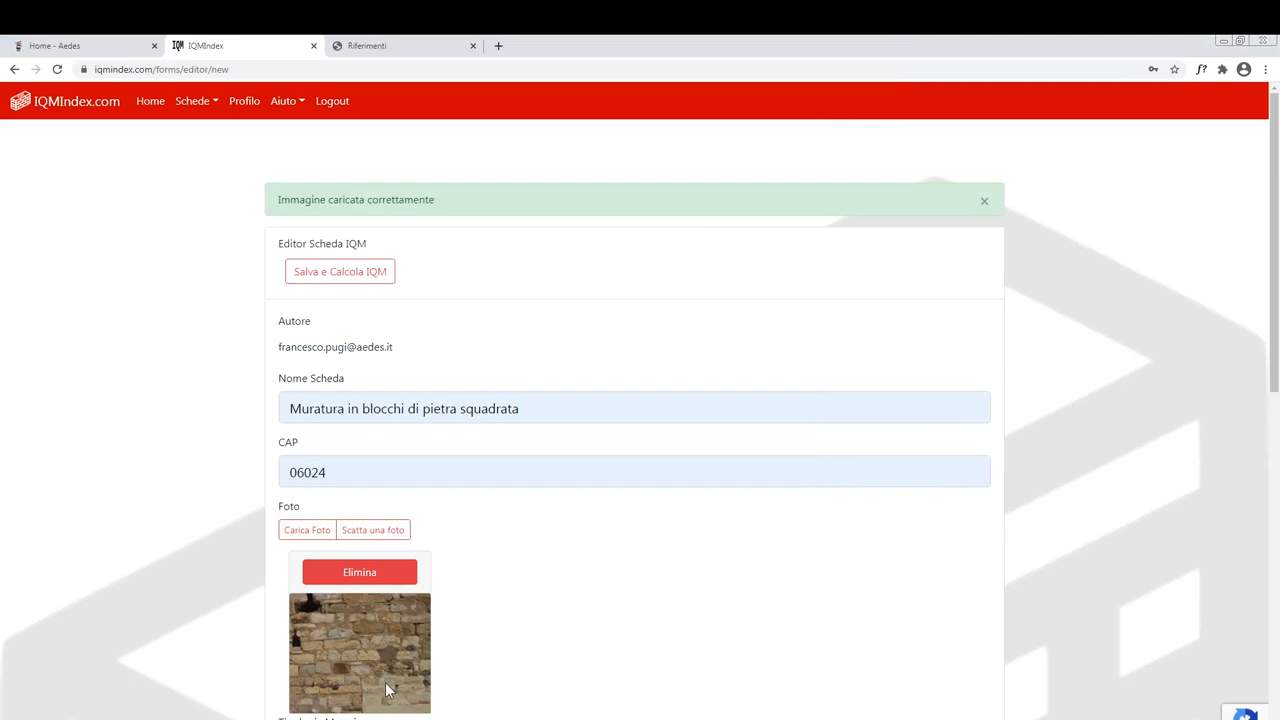 Home - Aedes
IQM IQMIndex
Riferimenti
iqmindex.com/forms/editor/new
IQMIndex.com Home Schede Profilo Aiuto Logout
Immagine caricata correttamente
Editor Scheda IQM
Salva e Calcola IQM
Autore
francesco.pugi@aedes.it
Nome Scheda
Muratura in blocchi di pietra squadrata
CAP
06024
Foto
Carica Foto Scatta una foto
Elimina